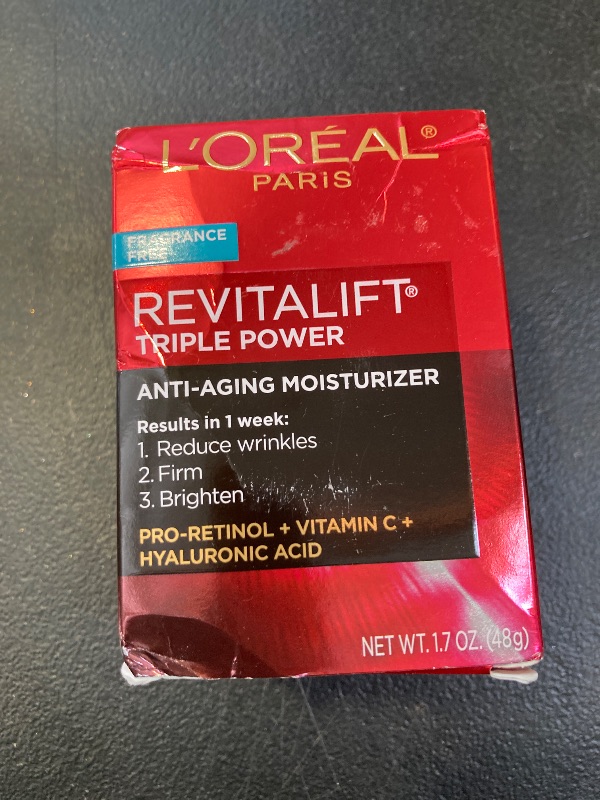 L'ORÉAL®
PARIS
FRAGRANCE
FREE
REVITALIFT®
TRIPLE POWER
ANTI-AGING MOISTURIZER
Results in 1 week:
1. Reduce wrinkles
2. Firm
3. Brighten
PRO-RETINOL + VITAMIN C +
HYALURONIC ACID
NET WT. 1.7 OZ. (48g)